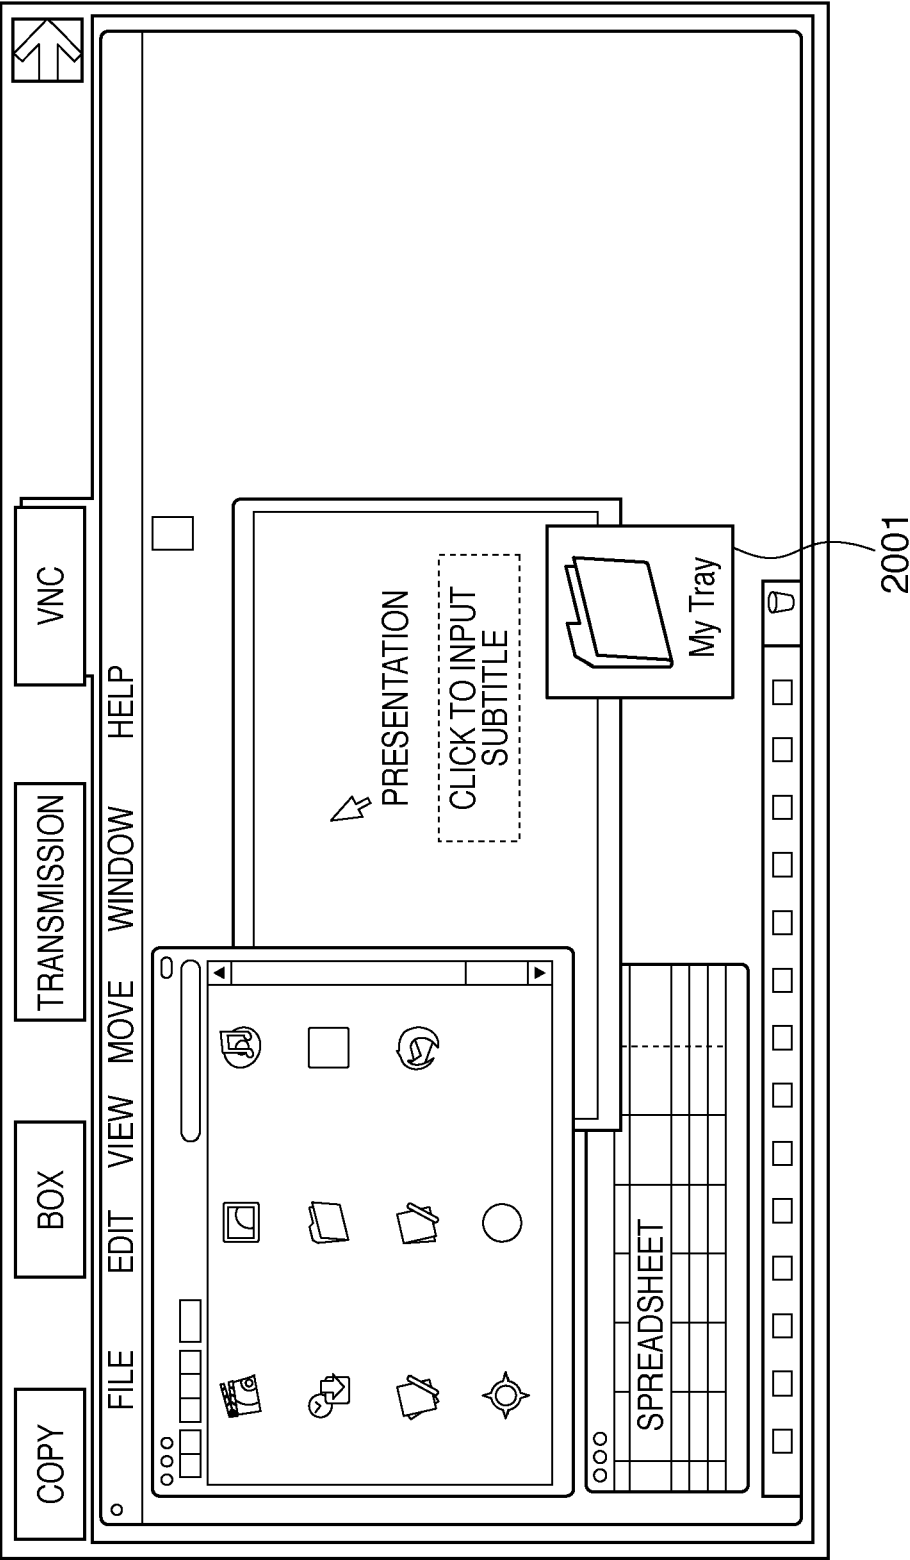 COPY
BOX
TRANSMISSION
VNC
FILE
EDIT
VIEW
MOVE
WINDOW
HELP
PRESENTATION
CLICK TO INPUT
SUBTITLE
My Tray
SPREADSHEET
2001